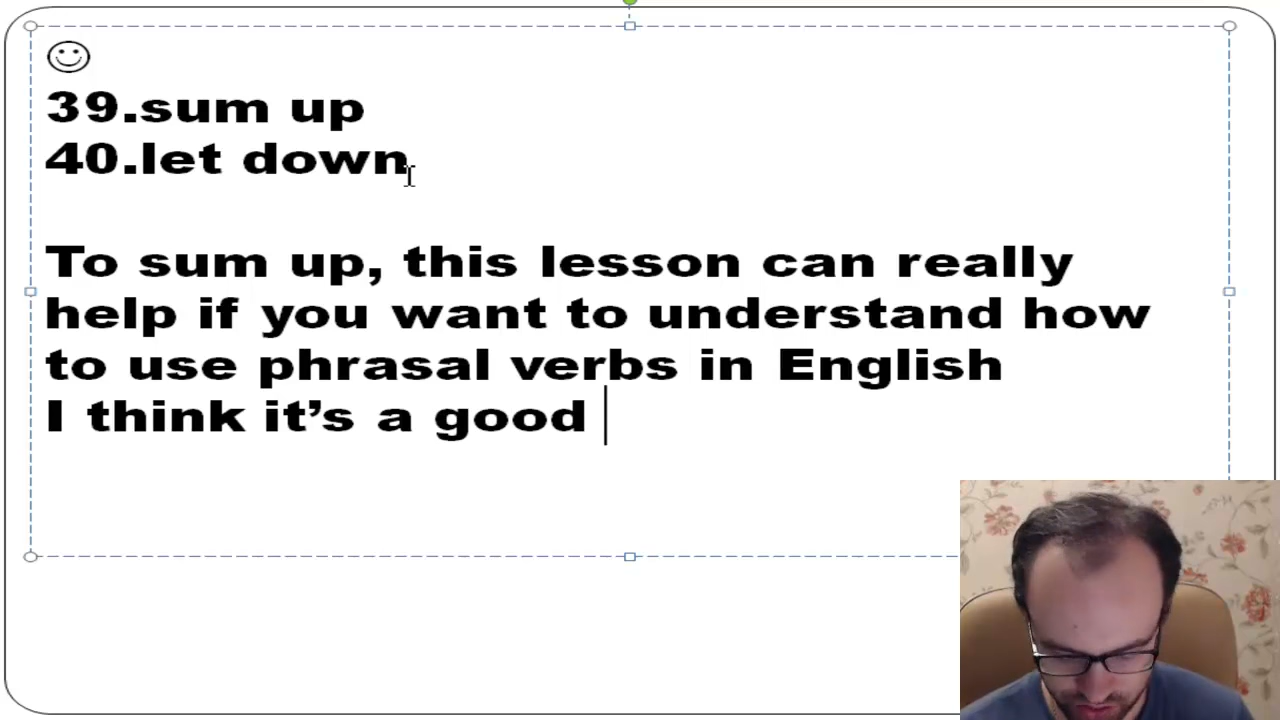 39.sum up
40.let down
To sum up, this lesson can really
help if you want to understand how
to use phrasal verbs in English
I think it’s a good